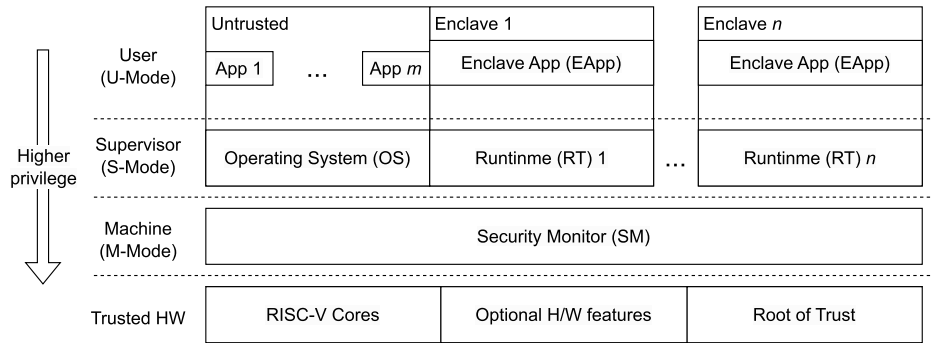 Untrusted
Enclave 1
Enclave n
User
(U-Mode)
App 1
...
App m
Enclave App (EApp)
Enclave App (EApp)
Higher
privilege
Supervisor
(S-Mode)
Operating System (OS)
Runtinme (RT) 1
...
Runtinme (RT) n
Machine
(M-Mode)
Security Monitor (SM)
Trusted HW
RISC-V Cores
Optional H/W features
Root of Trust